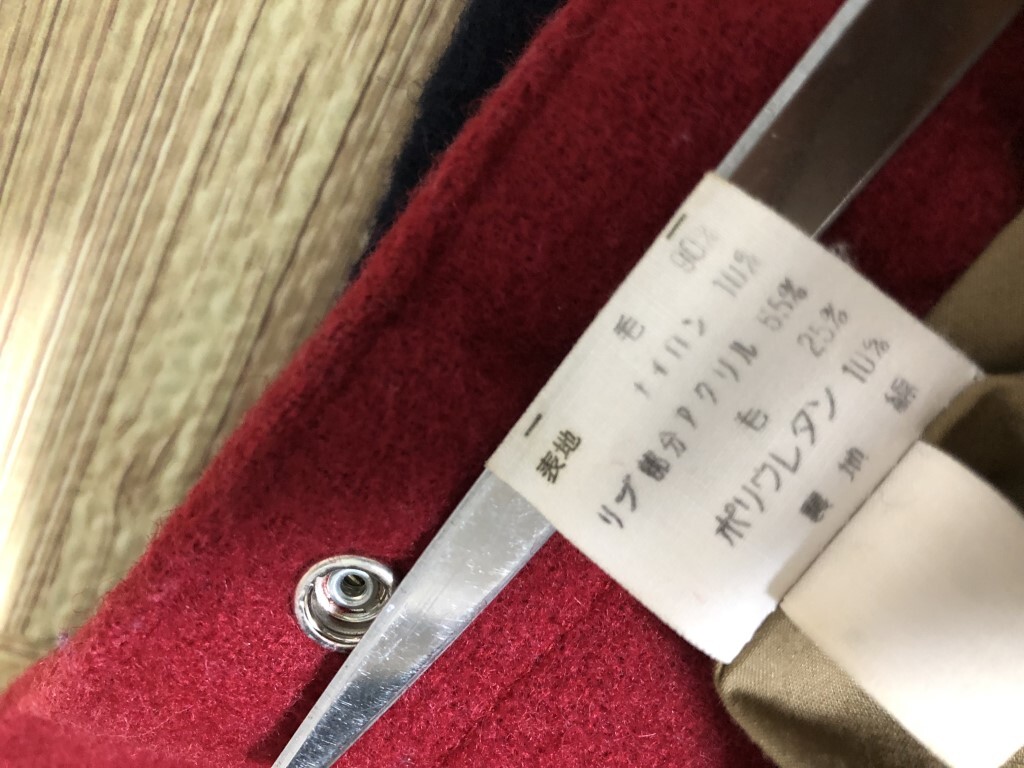 表地 毛 90%
ナイロン 10%
リブ部分 アクリル 65%
毛 25%
ポリウレタン 10%
裏地 綿